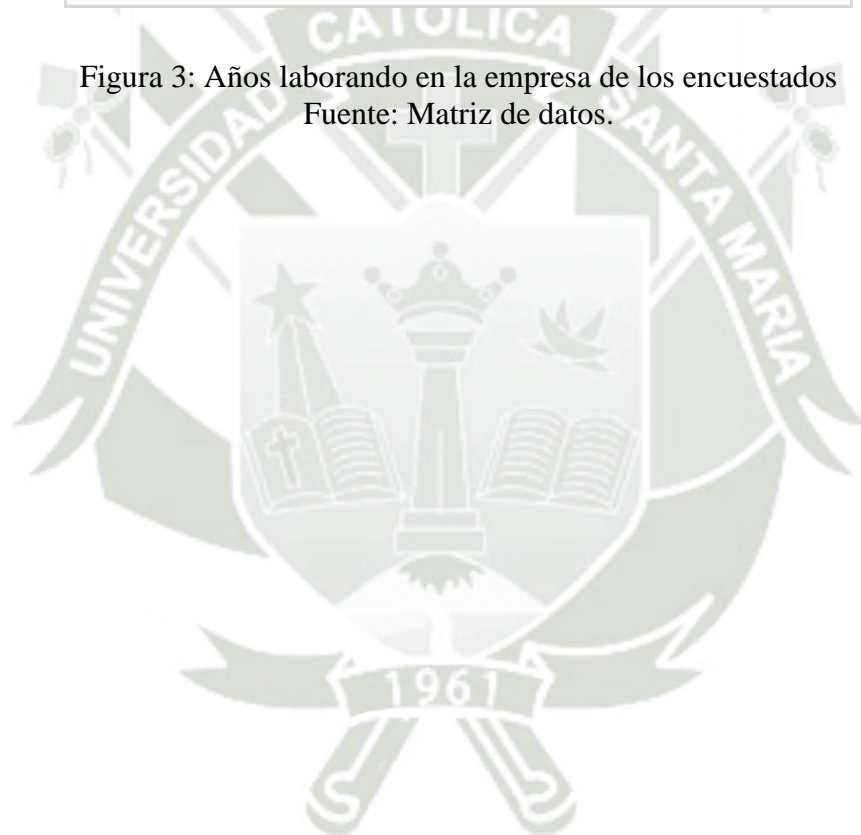 CATOLICA
Figura 3: Años laborando en la empresa de los encuestados
Fuente: Matriz de datos.
UNIVERSIDAD
SANTA MARIA
1961